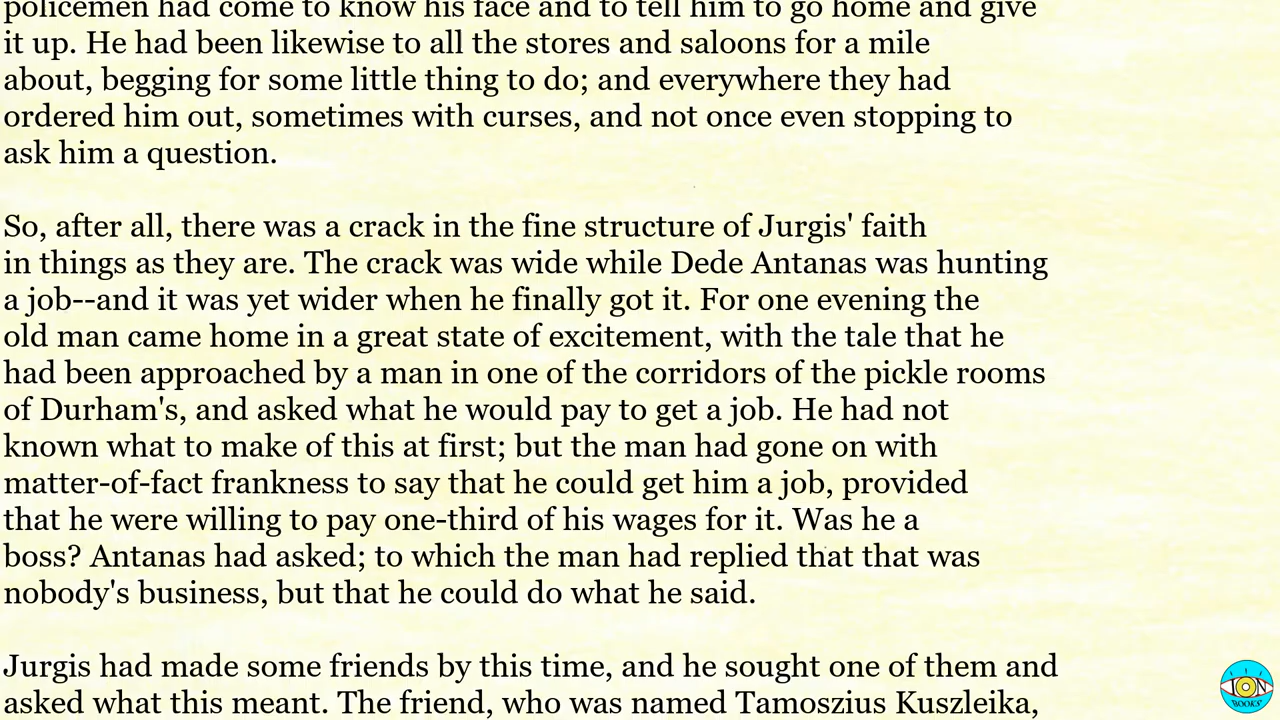 policemen had come to know his face and to tell him to go home and give
it up. He had been likewise to all the stores and saloons for a mile
about, begging for some little thing to do; and everywhere they had
ordered him out, sometimes with curses, and not once even stopping to
ask him a question.
So, after all, there was a crack in the fine structure of Jurgis' faith
in things as they are. The crack was wide while Dede Antanas was hunting
a job--and it was yet wider when he finally got it. For one evening the
old man came home in a great state of excitement, with the tale that he
had been approached by a man in one of the corridors of the pickle rooms
of Durham's, and asked what he would pay to get a job. He had not
known what to make of this at first; but the man had gone on with
matter-of-fact frankness to say that he could get him a job, provided
that he were willing to pay one-third of his wages for it. Was he a
boss? Antanas had asked; to which the man had replied that that was
nobody's business, but that he could do what he said.
Jurgis had made some friends by this time, and he sought one of them and
asked what this meant. The friend, who was named Tamoszius Kuszleika,
ION
BOOKS